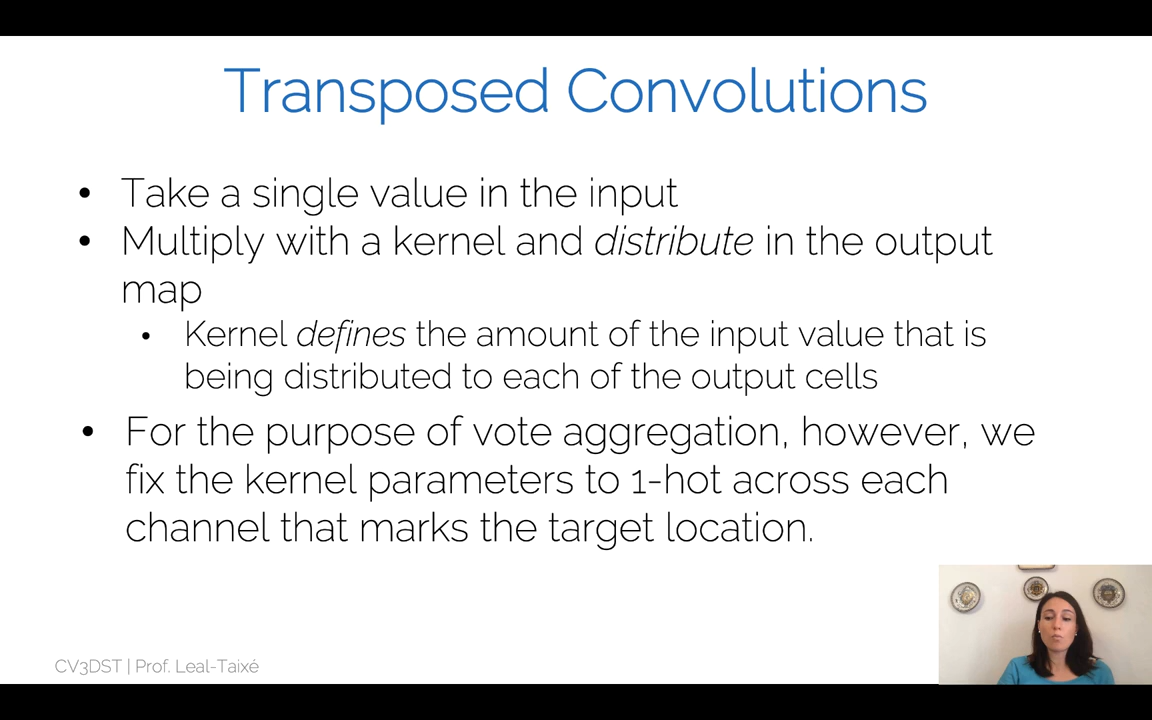 Transposed Convolutions
• Take a single value in the input
• Multiply with a kernel and distribute in the output
map
• Kernel defines the amount of the input value that is
being distributed to each of the output cells
• For the purpose of vote aggregation, however, we
fix the kernel parameters to 1-hot across each
channel that marks the target location.
CV3DST | Prof. Leal-Taixé